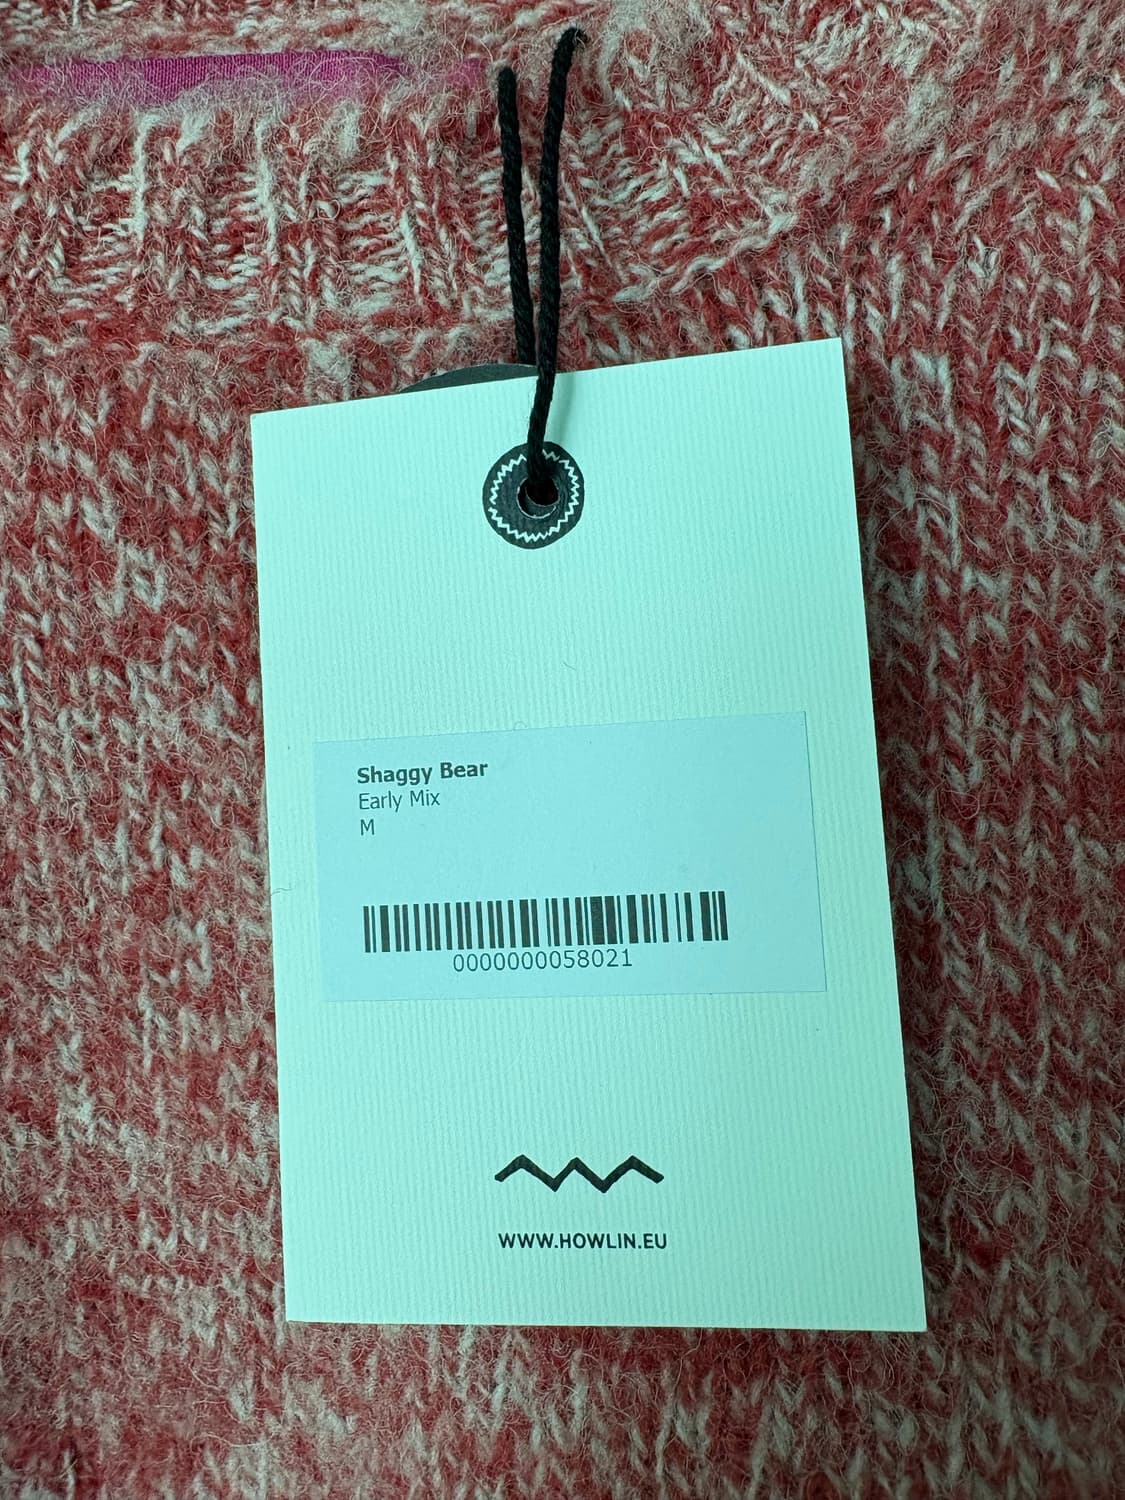 Shaggy Bear
Early Mix
M
0000000058021
WWW.HOWLIN.EU